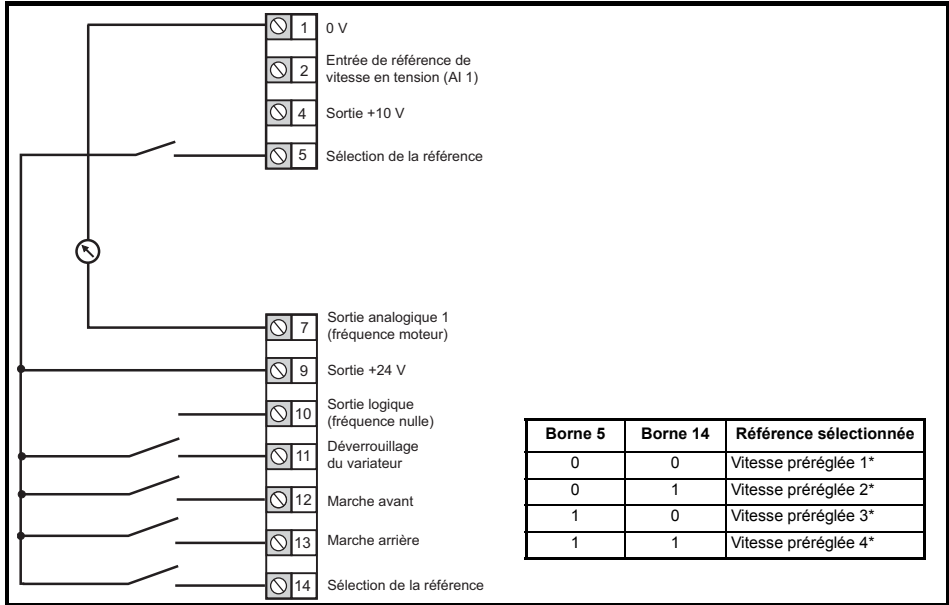 1 0 V
2 Entrée de référence de
vitesse en tension (AI 1)
4 Sortie +10 V
5 Sélection de la référence
7 Sortie analogique 1
(fréquence moteur)
9 Sortie +24 V
10 Sortie logique
(fréquence nulle)
11 Déverrouillage
du variateur
12 Marche avant
13 Marche arrière
14 Sélection de la référence
Borne 5 Borne 14 Référence sélectionnée
0 0 Vitesse préréglée 1*
0 1 Vitesse préréglée 2*
1 0 Vitesse préréglée 3*
1 1 Vitesse préréglée 4*